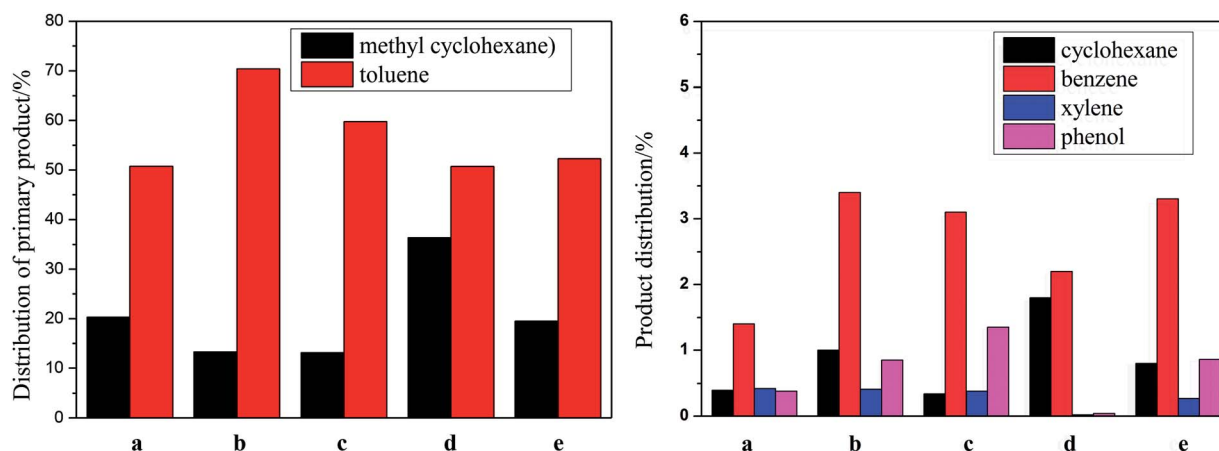 Distribution of primary product/%
80
70
60
50
40
30
20
10
0
methyl cyclohexane)
toluene
a b c d e
Product distribution/%
6
5
4
3
2
1
0
cyclohexane
benzene
xylene
phenol
a b c d e